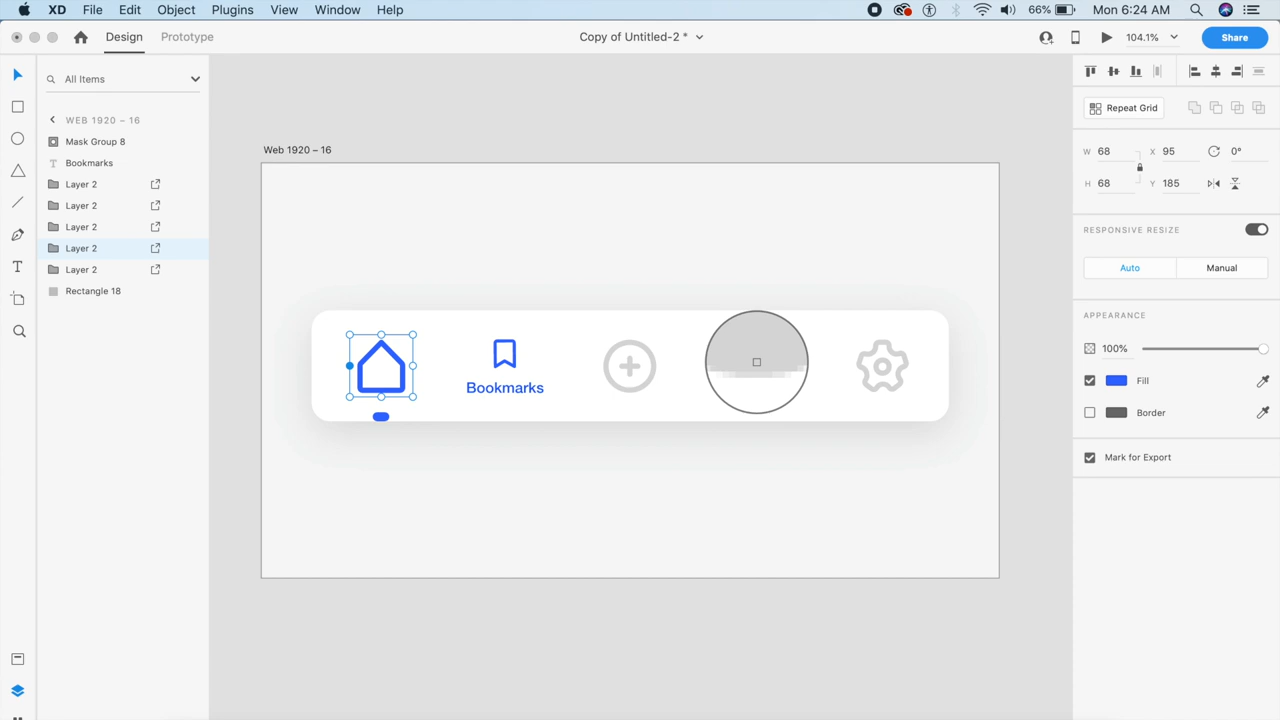 XD File Edit Object Plugins View Window Help 66% Mon 6:24 AM
Design Prototype Copy of Untitled-2 * 104.1% Share
All Items
WEB 1920 – 16
Mask Group 8
Bookmarks
Layer 2
Layer 2
Layer 2
Layer 2
Layer 2
Rectangle 18
Web 1920 – 16
Bookmarks
Repeat Grid
W 68 X 95 0°
H 68 Y 185
RESPONSIVE RESIZE
Auto Manual
APPEARANCE
100%
Fill
Border
Mark for Export